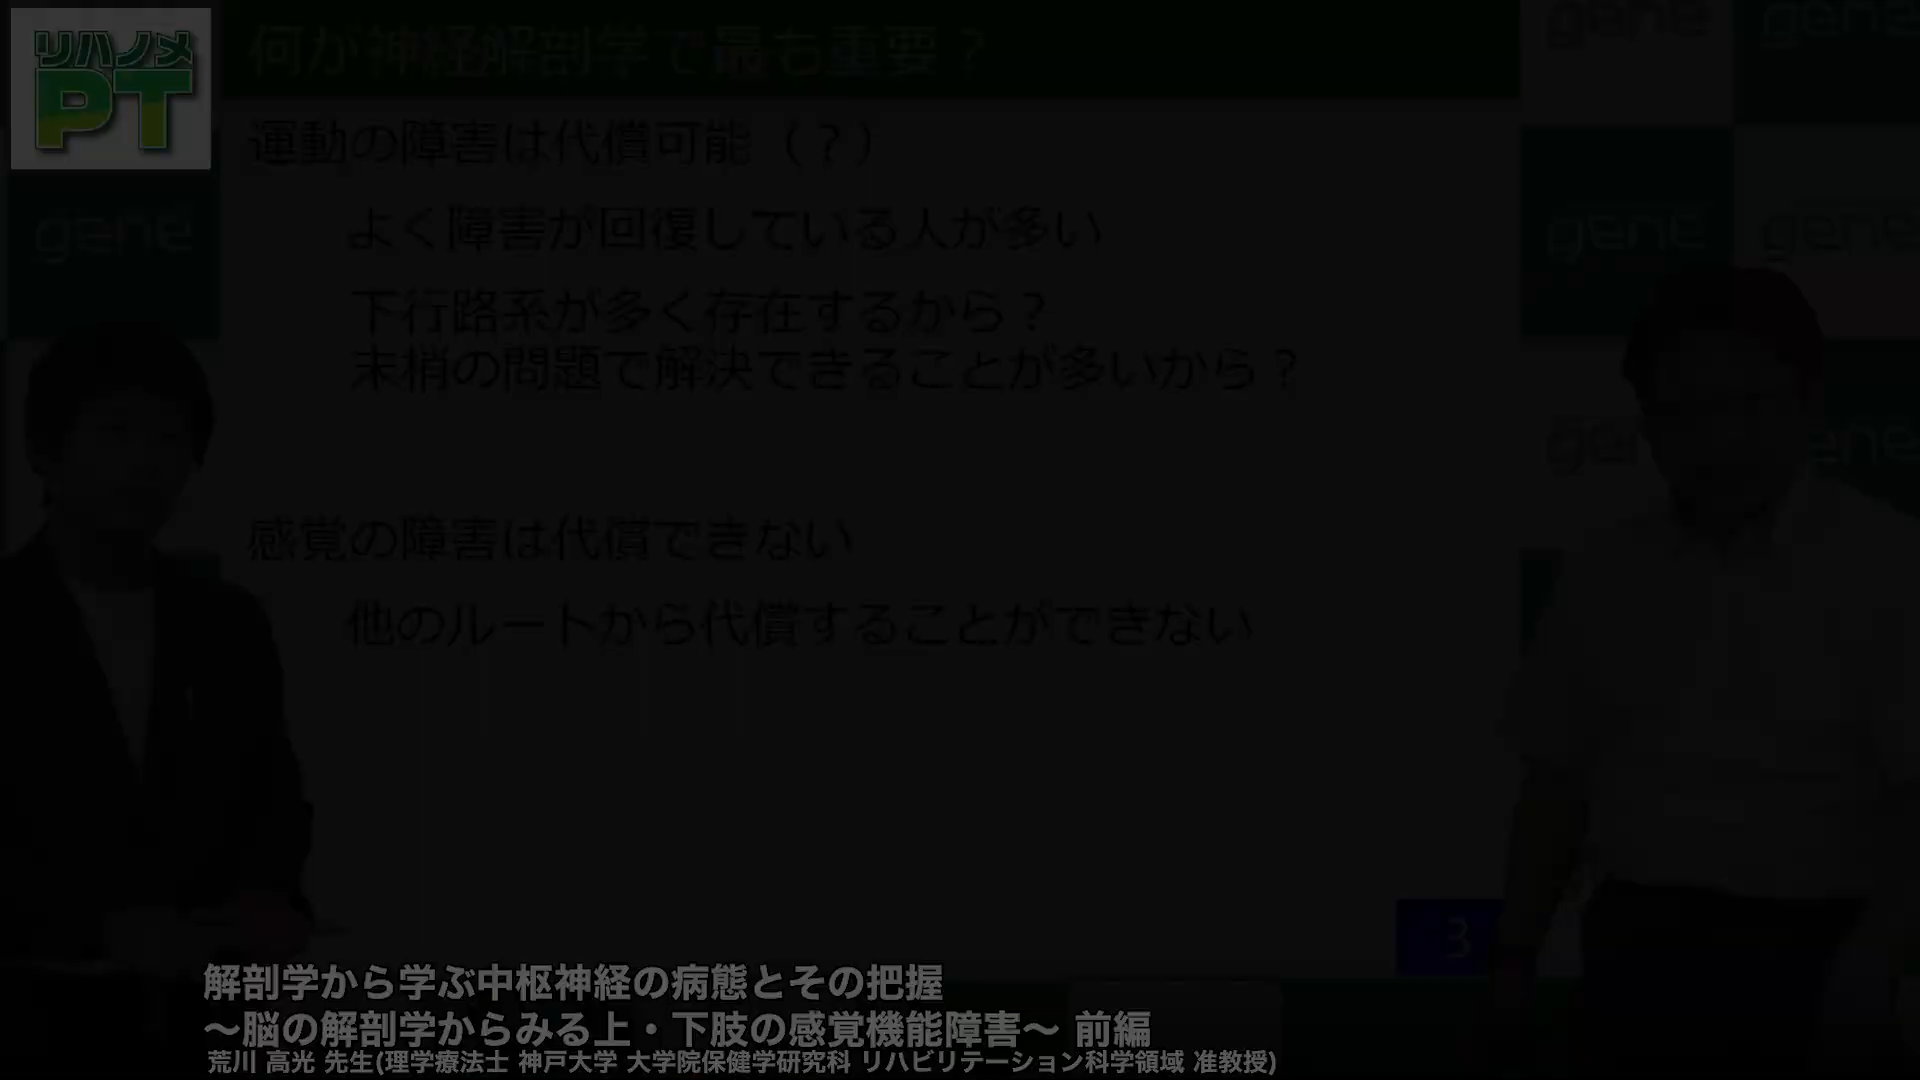 リハノメ
PT
何が神経解剖学で最も重要？
運動の障害は代償可能（？）
よく障害が回復している人が多い
下行路系が多く存在するから？
末梢の問題で解決できることが多いから？
感覚の障害は代償できない
他のルートから代償することができない
gene
gene
gene
gene
gene
gene
3
解剖学から学ぶ中枢神経の病態とその把握
～脳の解剖学からみる上・下肢の感覚機能障害～ 前編
荒川 高光 先生(理学療法士 神戸大学 大学院保健学研究科 リハビリテーション科学領域 准教授)